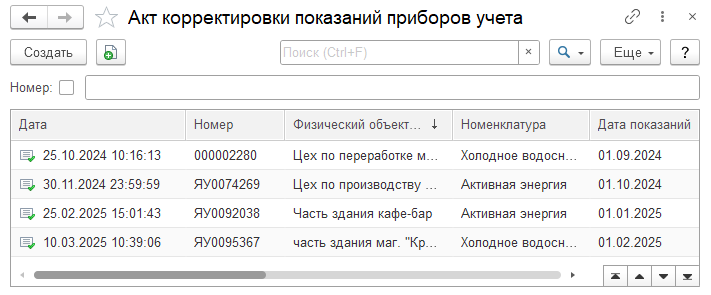 Акт корректировки показаний приборов учета
Создать Поиск (Ctrl+F) × Еще ?
Номер:
Дата Номер Физический объект... ↓ Номенклатура Дата показаний
25.10.2024 10:16:13 000002280 Цех по переработке м... Холодное водосн... 01.09.2024
30.11.2024 23:59:59 ЯУ0074269 Цех по производству ... Активная энергия 01.10.2024
25.02.2025 15:01:43 ЯУ0092038 Часть здания кафе-бар Активная энергия 01.01.2025
10.03.2025 10:39:06 ЯУ0095367 часть здания маг. "Кр... Холодное водосн... 01.02.2025